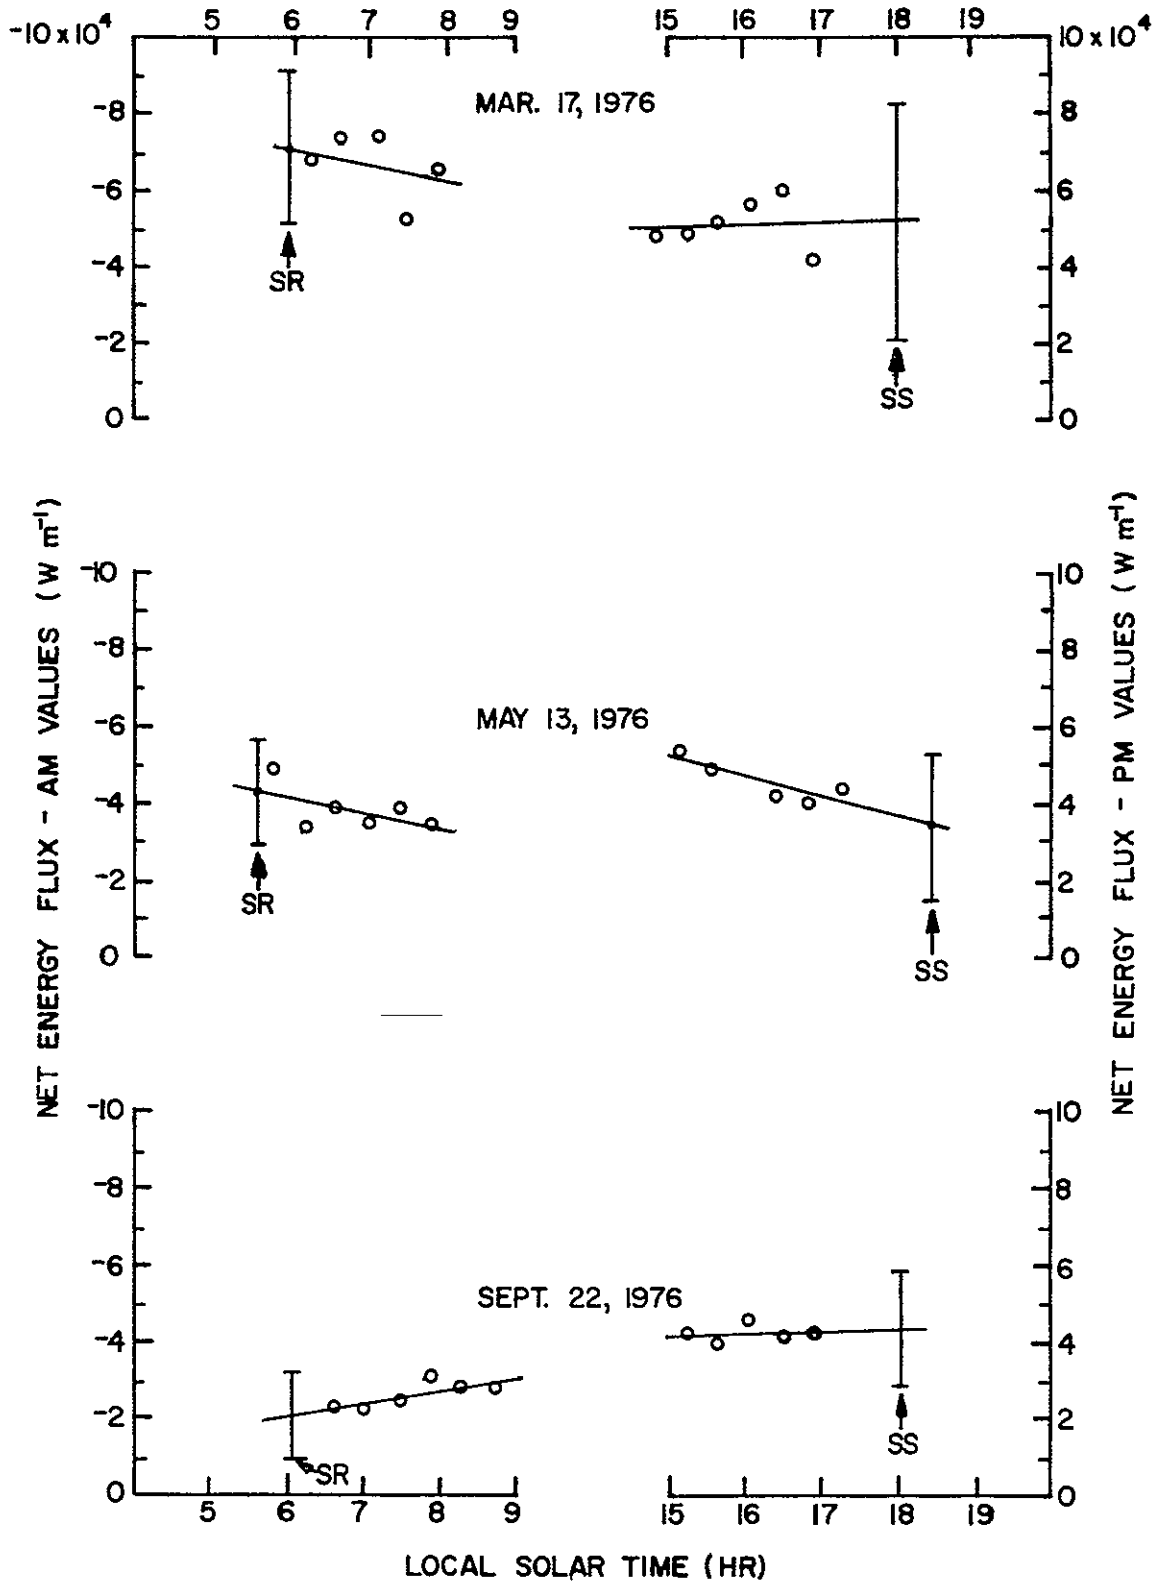 5 6 7 8 9 15 16 17 18 19
-10 x 10⁴ 10 x 10⁴
MAR. 17, 1976
-8 8
-6 6
-4 4
SR
-2 2
SS
0 0
NET ENERGY FLUX - AM VALUES (W m⁻¹)
NET ENERGY FLUX - PM VALUES (W m⁻¹)
-10 10
-8 8
-6 6
MAY 13, 1976
-4 4
-2 2
SR
0 0
SS
-10 10
-8 8
-6 6
SEPT. 22, 1976
-4 4
-2 2
SS
SR
0 0
5 6 7 8 9 15 16 17 18 19
LOCAL SOLAR TIME (HR)